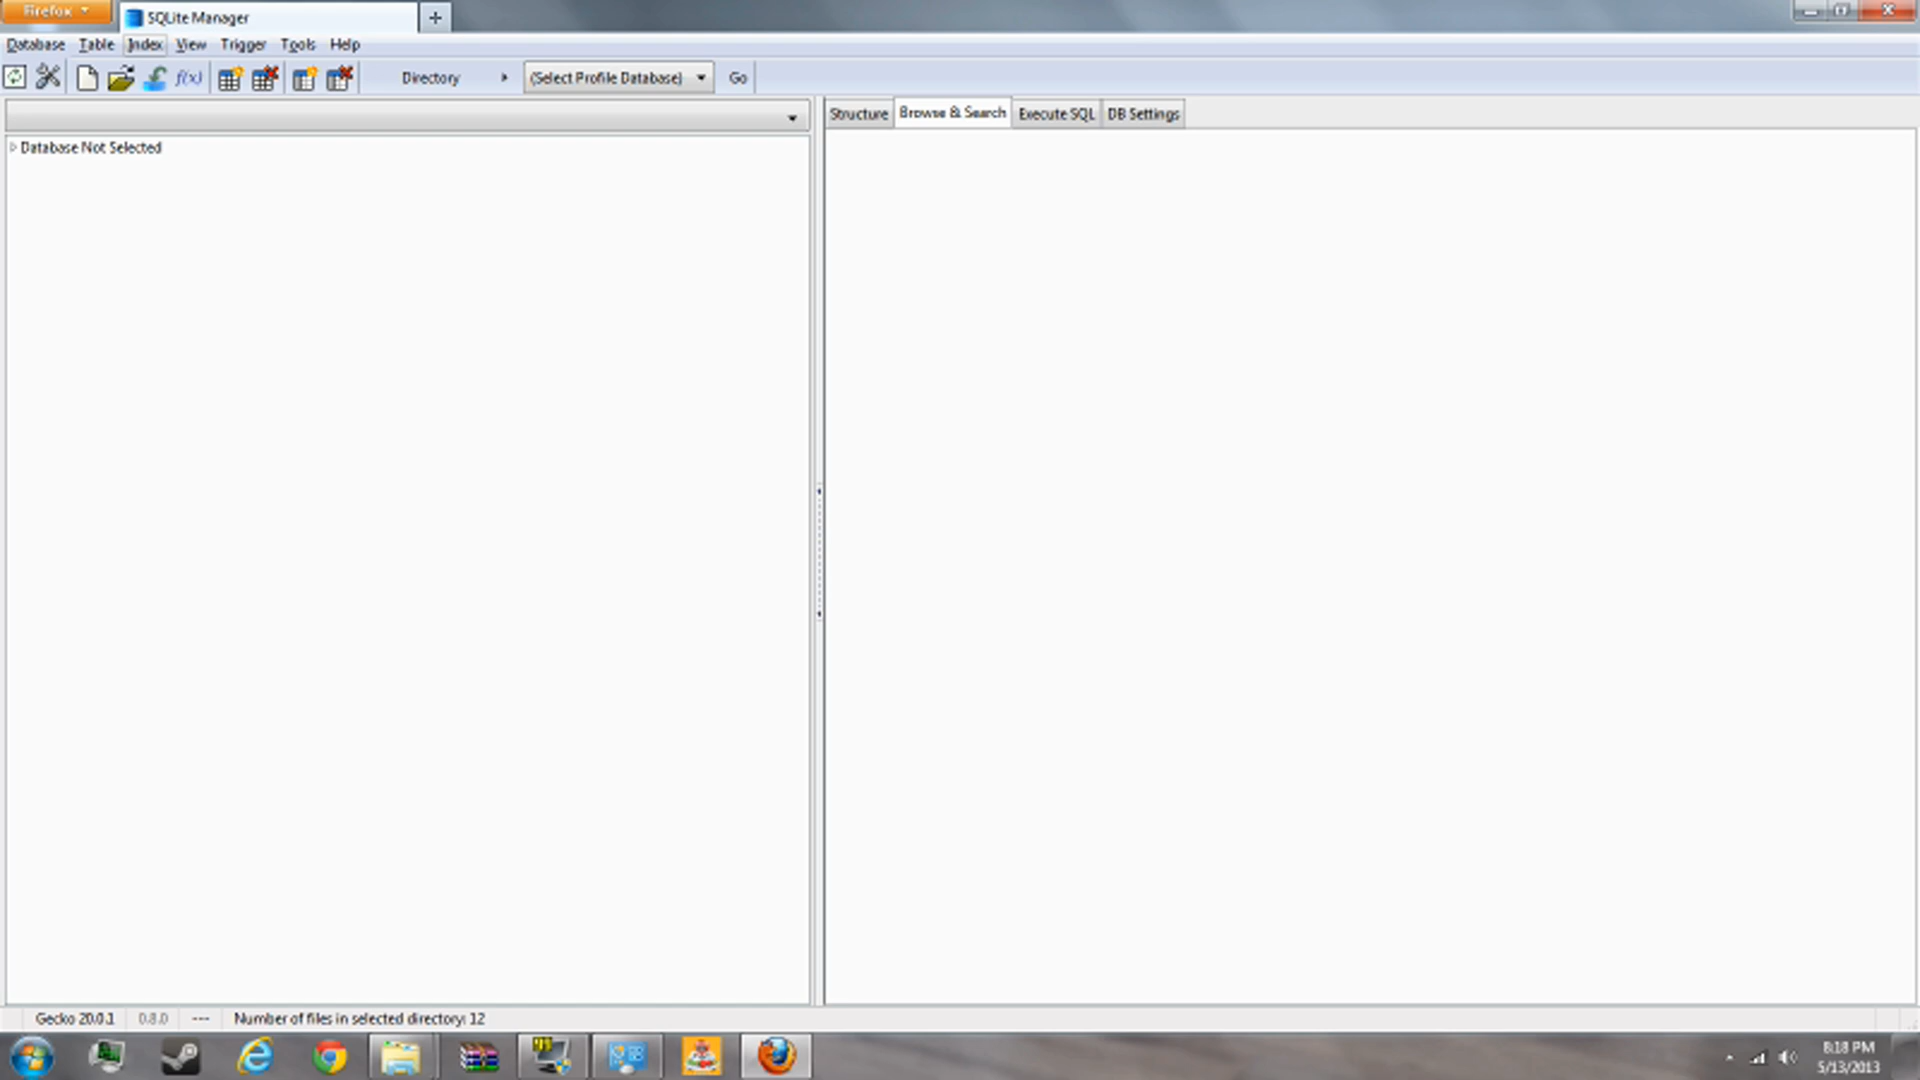 Firefox
SQLite Manager
Database Table Index View Trigger Tools Help
f(x) Directory (Select Profile Database) Go
Structure Browse & Search Execute SQL DB Settings
Database Not Selected
Gecko 20.0.1 0.8.0 --- Number of files in selected directory: 12
8:18 PM
5/13/2013